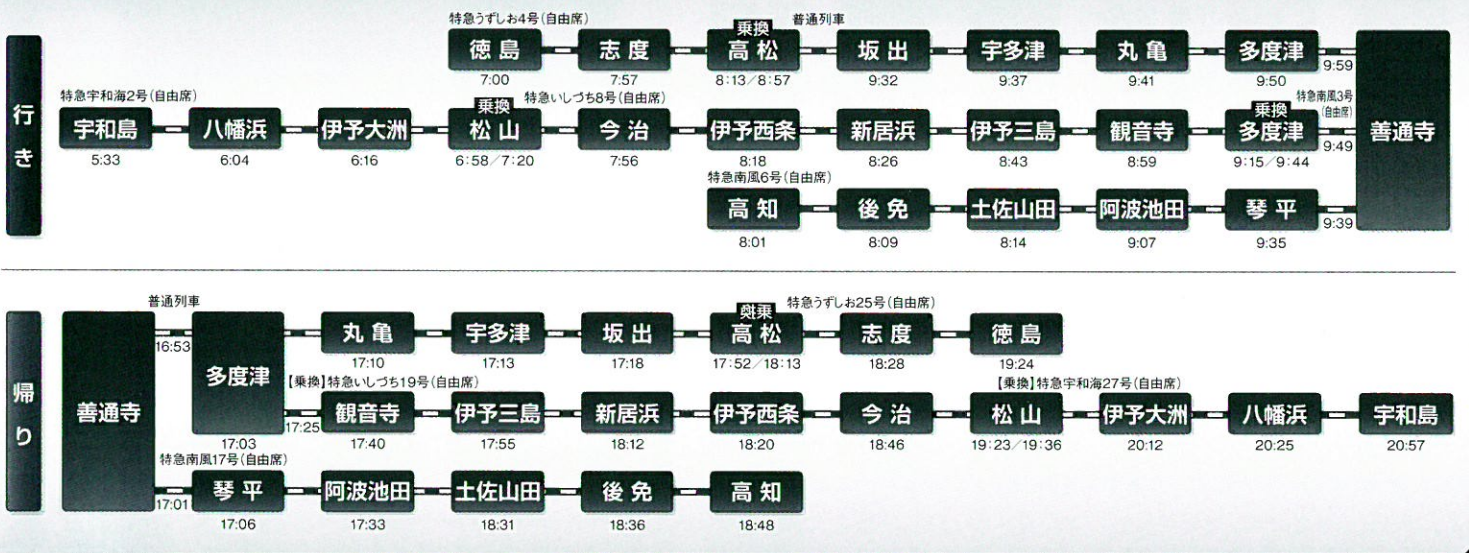 行き
特急うずしお4号(自由席)
乗換
普通列車
徳島
志度
高松
坂出
宇多津
丸亀
多度津
7:00
7:57
8:13/8:57
9:32
9:37
9:41
9:50
9:59
特急宇和海2号(自由席)
乗換
特急いしづち8号(自由席)
乗換
特急南風3号
(自由席)
宇和島
八幡浜
伊予大洲
松山
今治
伊予西条
新居浜
伊予三島
観音寺
多度津
善通寺
5:33
6:04
6:16
6:58/7:20
7:56
8:18
8:26
8:43
8:59
9:15/9:44
9:49
特急南風6号(自由席)
高知
後免
土佐山田
阿波池田
琴平
8:01
8:09
8:14
9:07
9:35
9:39
帰り
普通列車
乗換
特急うずしお25号(自由席)
善通寺
16:53
多度津
丸亀
宇多津
坂出
高松
志度
徳島
17:10
17:13
17:18
17:52/18:13
18:28
19:24
【乗換】特急いしづち19号(自由席)
【乗換】特急宇和海27号(自由席)
17:03
17:25
観音寺
伊予三島
新居浜
伊予西条
今治
松山
伊予大洲
八幡浜
宇和島
17:40
17:55
18:12
18:20
18:46
19:23/19:36
20:12
20:25
20:57
特急南風17号(自由席)
17:01
琴平
阿波池田
土佐山田
後免
高知
17:06
17:33
18:31
18:36
18:48